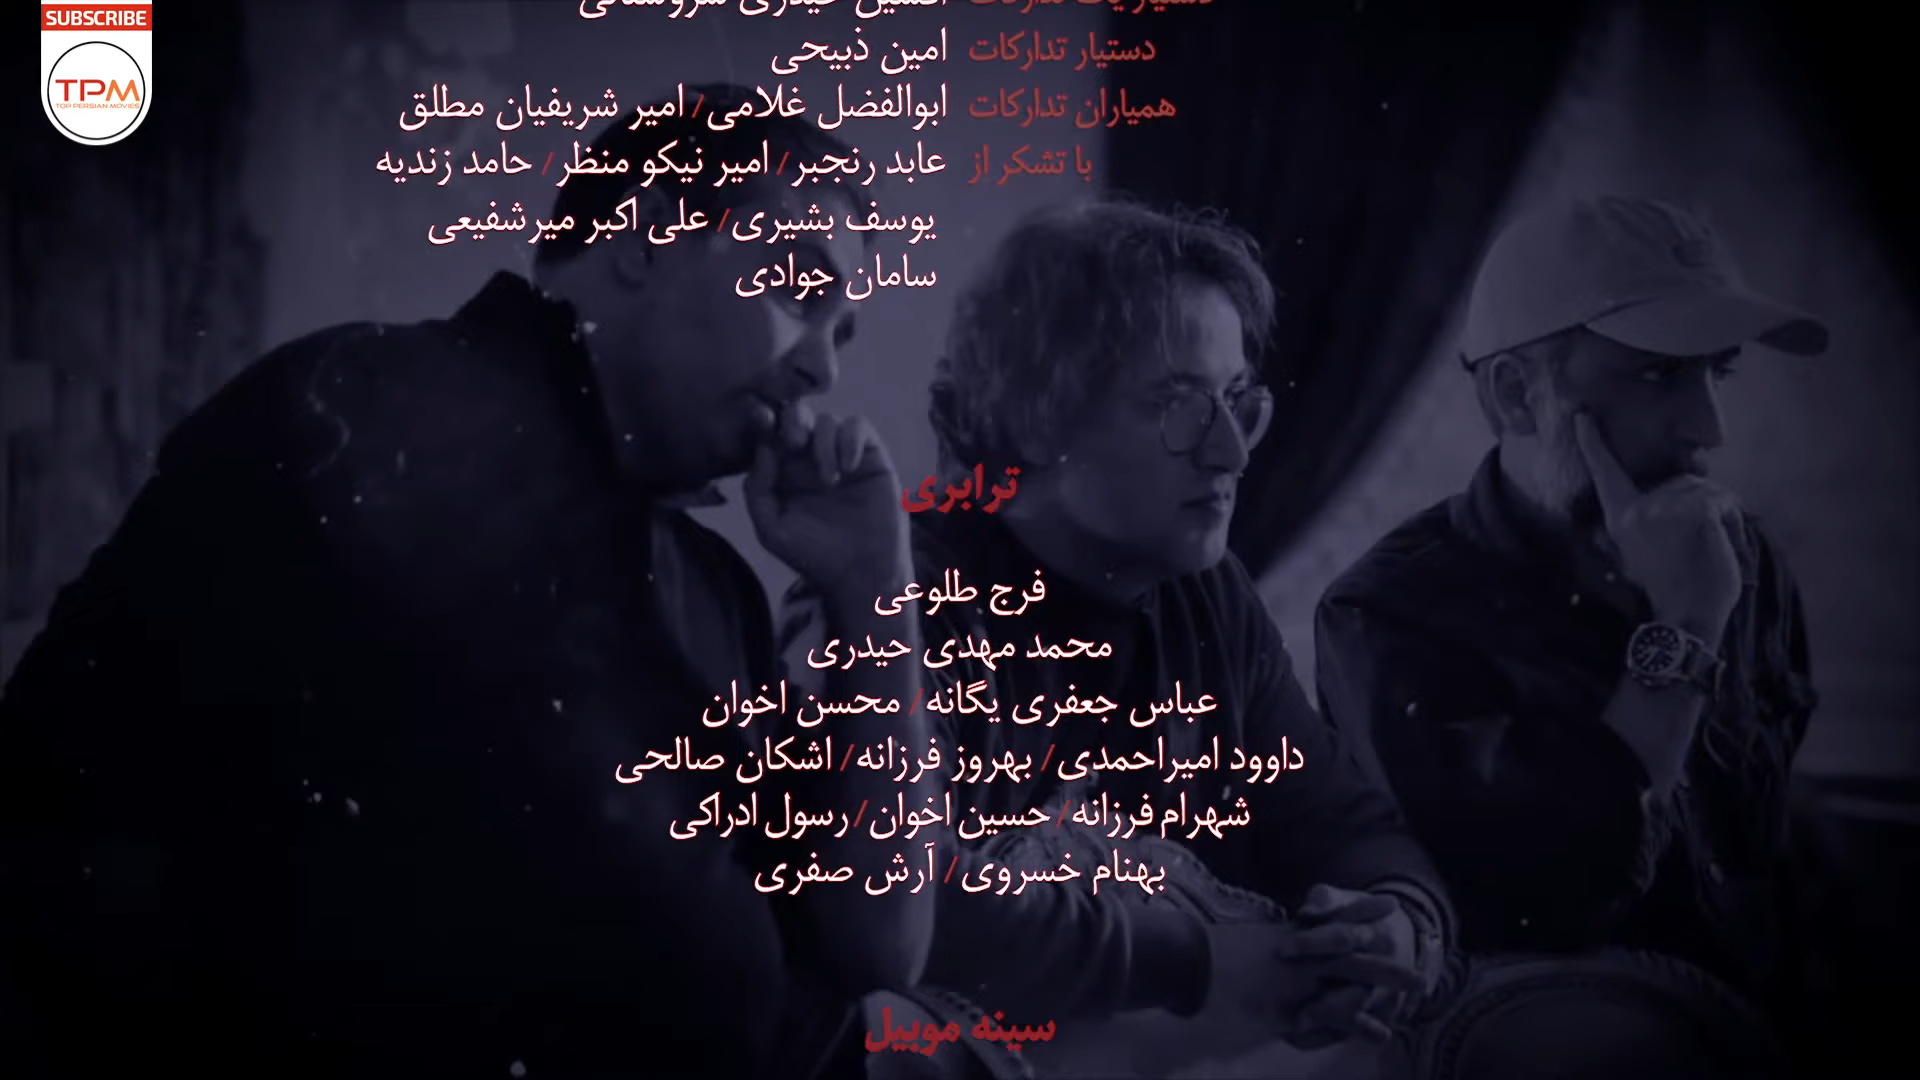 SUBSCRIBE
TPM
TOP PERSIAN MOVIES
دستیار تدارکات امین ذبیحی
همیاران تدارکات ابوالفضل غلامی / امیر شریفیان مطلق
با تشکر از عابد رنجبر / امیر نیکو منظر / حامد زندیه
یوسف بشیری / علی اکبر میرشفیعی
سامان جوادی
ترابری
فرج طلوعی
محمد مهدی حیدری
عباس جعفری یگانه / محسن اخوان
داوود امیراحمدی / بهروز فرزانه / اشکان صالحی
شهرام فرزانه / حسین اخوان / رسول ادراکی
بهنام خسروی / آرش صفری
سینه موبیل